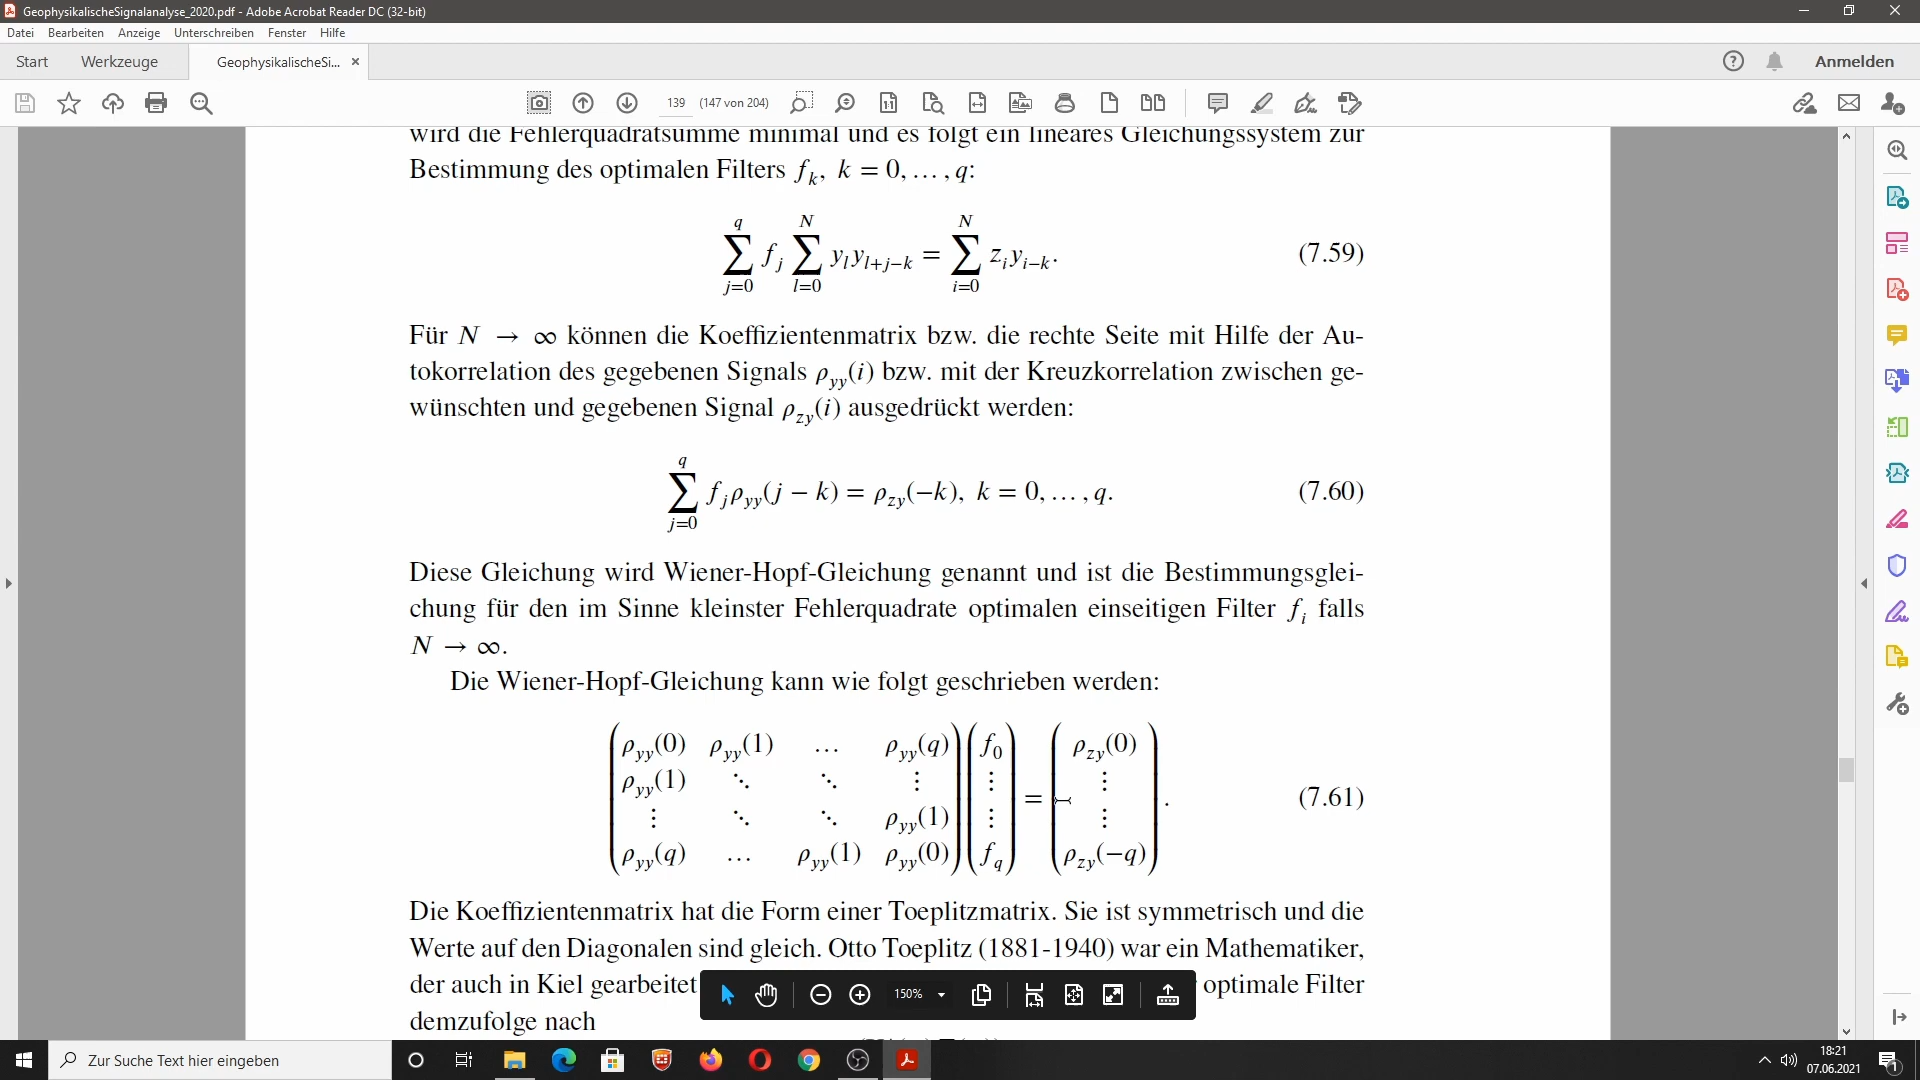 GeophysikalischeSignalanalyse_2020.pdf - Adobe Acrobat Reader DC (32-bit)
Datei Bearbeiten Anzeige Unterschreiben Fenster Hilfe
Start Werkzeuge GeophysikalischeSi... × Anmelden
139 (147 von 204)
wird die Fehlerquadratsumme minimal und es folgt ein lineares Gleichungssystem zur
Bestimmung des optimalen Filters f_k, k = 0, … , q:
∑_{j=0}^{q} f_j ∑_{l=0}^{N} y_l y_{l+j−k} = ∑_{i=0}^{N} z_i y_{i−k}. (7.59)
Für N → ∞ können die Koeffizientenmatrix bzw. die rechte Seite mit Hilfe der Au-
tokorrelation des gegebenen Signals ρ_yy(i) bzw. mit der Kreuzkorrelation zwischen ge-
wünschten und gegebenen Signal ρ_zy(i) ausgedrückt werden:
∑_{j=0}^{q} f_j ρ_yy(j − k) = ρ_zy(−k), k = 0, … , q. (7.60)
Diese Gleichung wird Wiener-Hopf-Gleichung genannt und ist die Bestimmungsglei-
chung für den im Sinne kleinster Fehlerquadrate optimalen einseitigen Filter f_i falls
N → ∞.
Die Wiener-Hopf-Gleichung kann wie folgt geschrieben werden:
ρ_yy(0) ρ_yy(1) … ρ_yy(q) f_0 ρ_zy(0)
ρ_yy(1) ⋱ ⋱ ⋮ ⋮ ⋮
= . (7.61)
⋮ ⋱ ⋱ ρ_yy(1) ⋮ ⋮
ρ_yy(q) … ρ_yy(1) ρ_yy(0) f_q ρ_zy(−q)
Die Koeffizientenmatrix hat die Form einer Toeplitzmatrix. Sie ist symmetrisch und die
Werte auf den Diagonalen sind gleich. Otto Toeplitz (1881-1940) war ein Mathematiker,
der auch in Kiel gearbeitet optimale Filter
150%
demzufolge nach
Zur Suche Text hier eingeben
18:21
07.06.2021
1